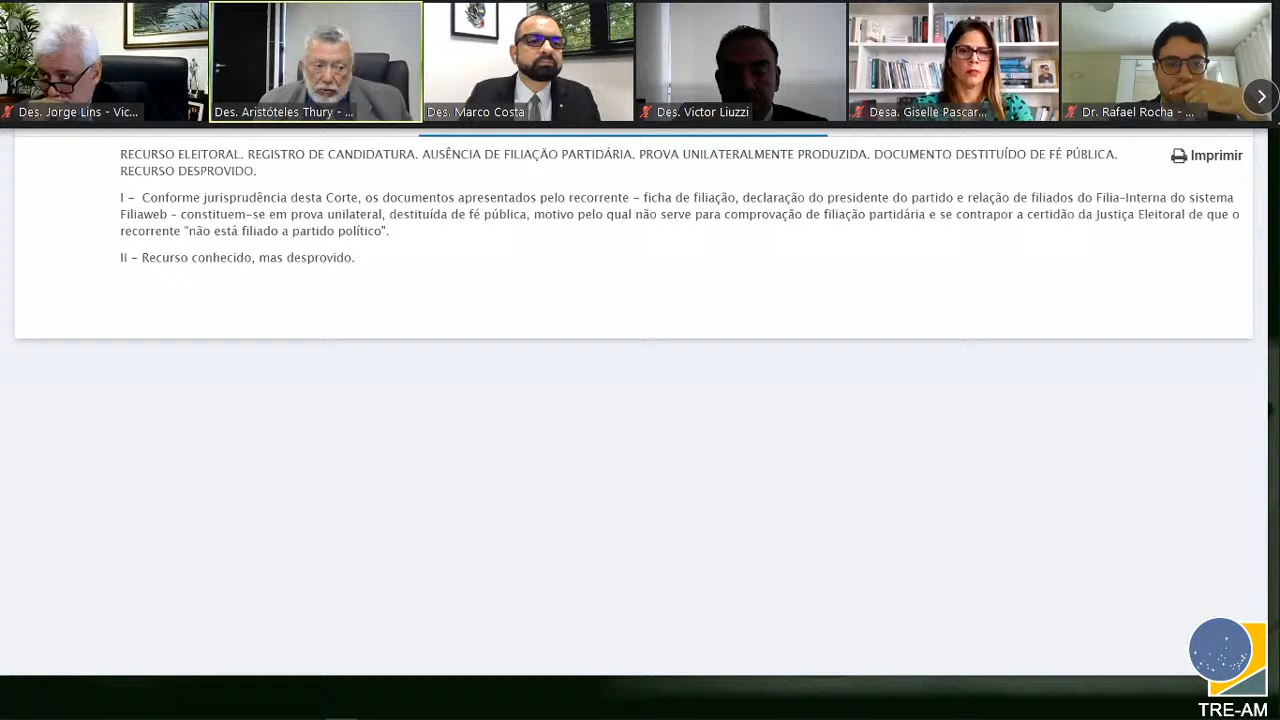 Des. Jorge Lins - Vic...
Des. Aristóteles Thury - ...
Des. Marco Costa
Des. Victor Liuzzi
Desa. Giselle Pascar...
Dr. Rafael Rocha - ...
RECURSO ELEITORAL. REGISTRO DE CANDIDATURA. AUSÊNCIA DE FILIAÇÃO PARTIDÁRIA. PROVA UNILATERALMENTE PRODUZIDA. DOCUMENTO DESTITUÍDO DE FÉ PÚBLICA.
RECURSO DESPROVIDO.
Imprimir
I - Conforme jurisprudência desta Corte, os documentos apresentados pelo recorrente - ficha de filiação, declaração do presidente do partido e relação de filiados do Filia-Interna do sistema
Filiaweb - constituem-se em prova unilateral, destituída de fé pública, motivo pelo qual não serve para comprovação de filiação partidária e se contrapor a certidão da Justiça Eleitoral de que o
recorrente "não está filiado a partido político".
II - Recurso conhecido, mas desprovido.
TRE-AM